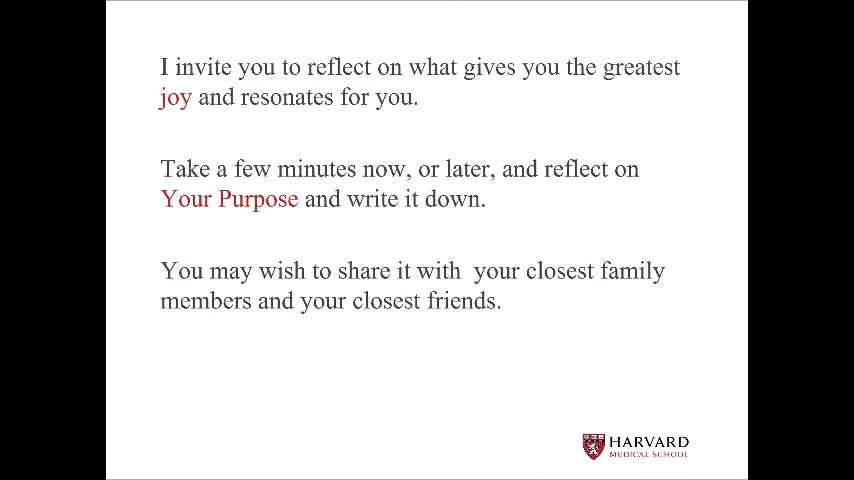 I invite you to reflect on what gives you the greatest
joy and resonates for you.
Take a few minutes now, or later, and reflect on
Your Purpose and write it down.
You may wish to share it with  your closest family
members and your closest friends.
HARVARD
MEDICAL SCHOOL